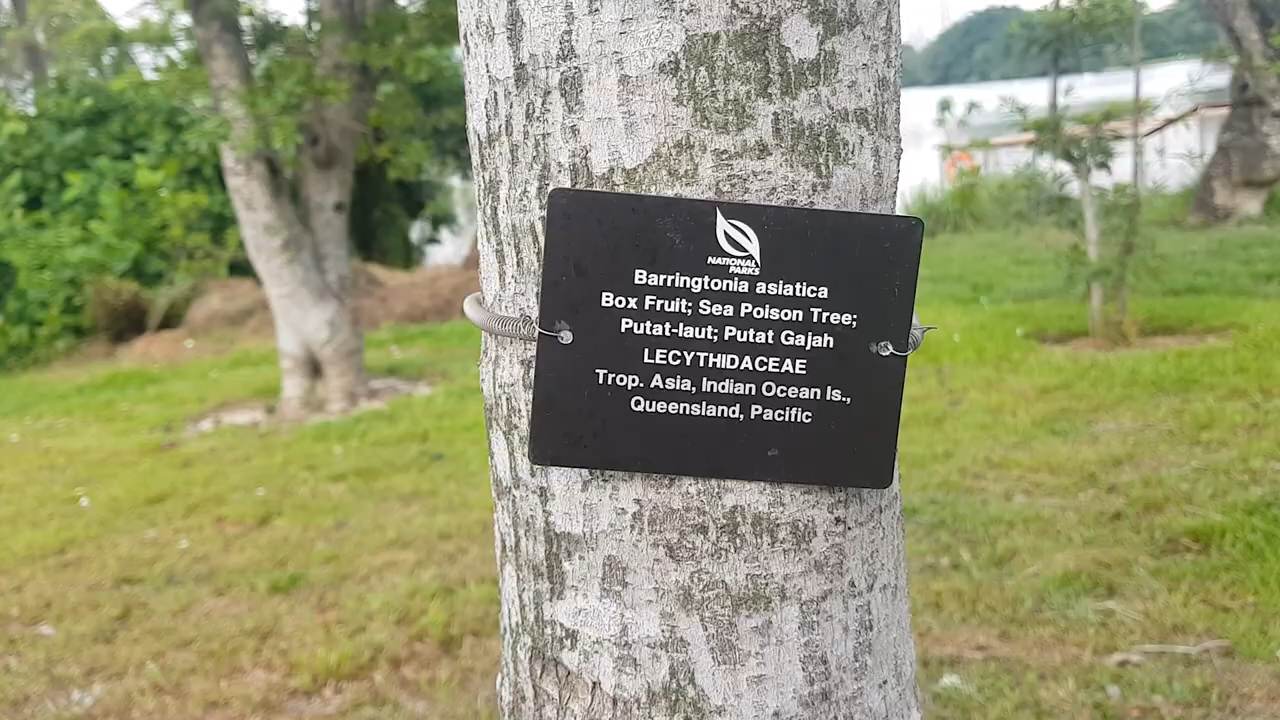 NATIONAL
PARKS
Barringtonia asiatica
Box Fruit; Sea Poison Tree;
Putat-laut; Putat Gajah
LECYTHIDACEAE
Trop. Asia, Indian Ocean Is.,
Queensland, Pacific